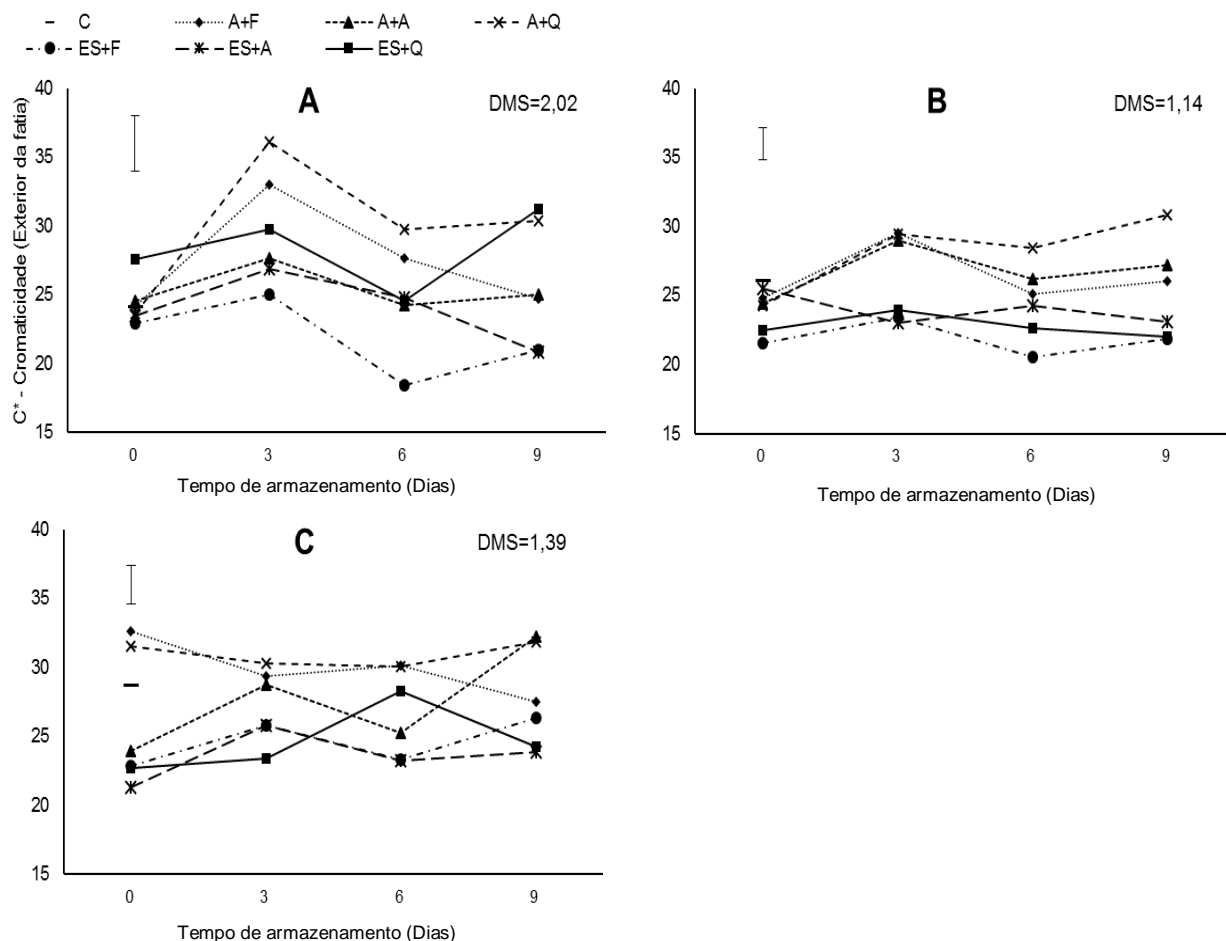 C A+F A+A A+Q
ES+F ES+A ES+Q
A
DMS=2,02
C* - Cromaticidade (Exterior da fatia)
40
35
30
25
20
15
0 3 6 9
Tempo de armazenamento (Dias)
B
DMS=1,14
40
35
30
25
20
15
0 3 6 9
Tempo de armazenamento (Dias)
C
DMS=1,39
40
35
30
25
20
15
0 3 6 9
Tempo de armazenamento (Dias)